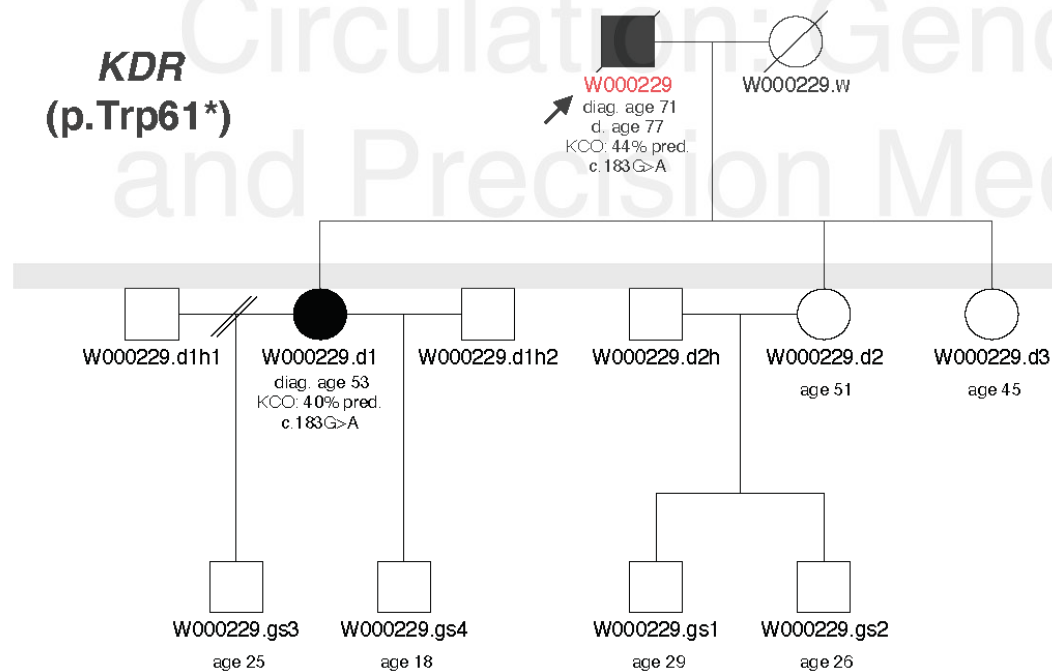 Circulation: Geno
and Precision Med
KDR
(p.Trp61*)
W000229
diag. age 71
d. age 77
KCO: 44% pred.
c.183G>A
W000229.w
W000229.d1h1
W000229.d1
diag. age 53
KCO: 40% pred.
c.183G>A
W000229.d1h2
W000229.d2h
W000229.d2
age 51
W000229.d3
age 45
W000229.gs3
age 25
W000229.gs4
age 18
W000229.gs1
age 29
W000229.gs2
age 26